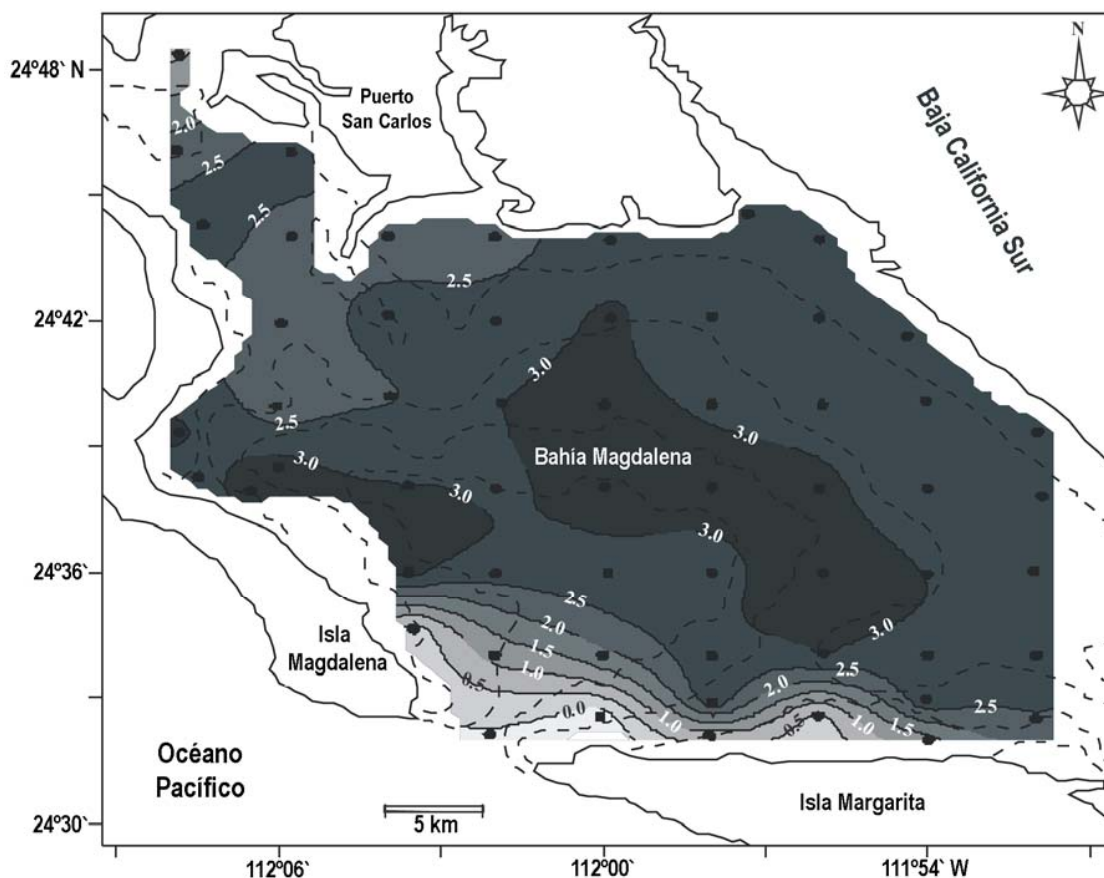 N
24°48` N
Puerto
San Carlos
Baja California Sur
2.0
2.5
2.5
2.5
24°42`
3.0
3.0
2.5
Bahía Magdalena
3.0
3.0
3.0
24°36`
2.5
2.0
3.0
Isla
Magdalena
1.5
1.0
2.5
2.0
0.5
0.0
1.0
0.5
1.0
1.5
2.5
Océano
Pacífico
Isla Margarita
5 km
24°30`
112°06`
112°00`
111°54` W